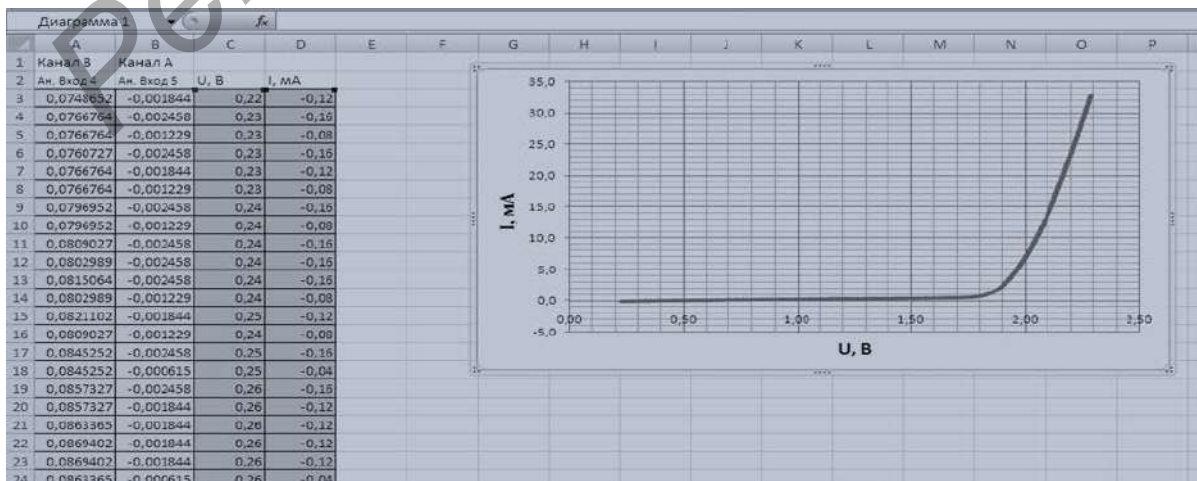 Диаграмма 1 fx
A B C D E F G H I J K L M N O P
1 Канал В Канал А
2 Ан. Вход 4 Ан. Вход 5 U, В I, мА
3 0,0748652 -0,001844 0,22 -0,12
4 0,0766764 -0,002458 0,23 -0,16
5 0,0766764 -0,001229 0,23 -0,08
6 0,0760727 -0,002458 0,23 -0,16
7 0,0766764 -0,001844 0,23 -0,12
8 0,0766764 -0,001229 0,23 -0,08
9 0,0796952 -0,002458 0,24 -0,16
10 0,0796952 -0,001229 0,24 -0,08
11 0,0809027 -0,002458 0,24 -0,16
12 0,0802989 -0,002458 0,24 -0,16
13 0,0815064 -0,002458 0,24 -0,16
14 0,0802989 -0,001229 0,24 -0,08
15 0,0821102 -0,001844 0,25 -0,12
16 0,0809027 -0,001229 0,24 -0,08
17 0,0845252 -0,002458 0,25 -0,16
18 0,0845252 -0,000615 0,25 -0,04
19 0,0857327 -0,002458 0,26 -0,16
20 0,0857327 -0,001844 0,26 -0,12
21 0,0863365 -0,001844 0,26 -0,12
22 0,0869402 -0,001844 0,26 -0,12
23 0,0869402 -0,001844 0,26 -0,12
24 0,0863365 -0,000615 0,26 -0,04
35,0
30,0
25,0
20,0
15,0
10,0
5,0
0,0
-5,0
I, мА
0,00 0,50 1,00 1,50 2,00 2,50
U, В